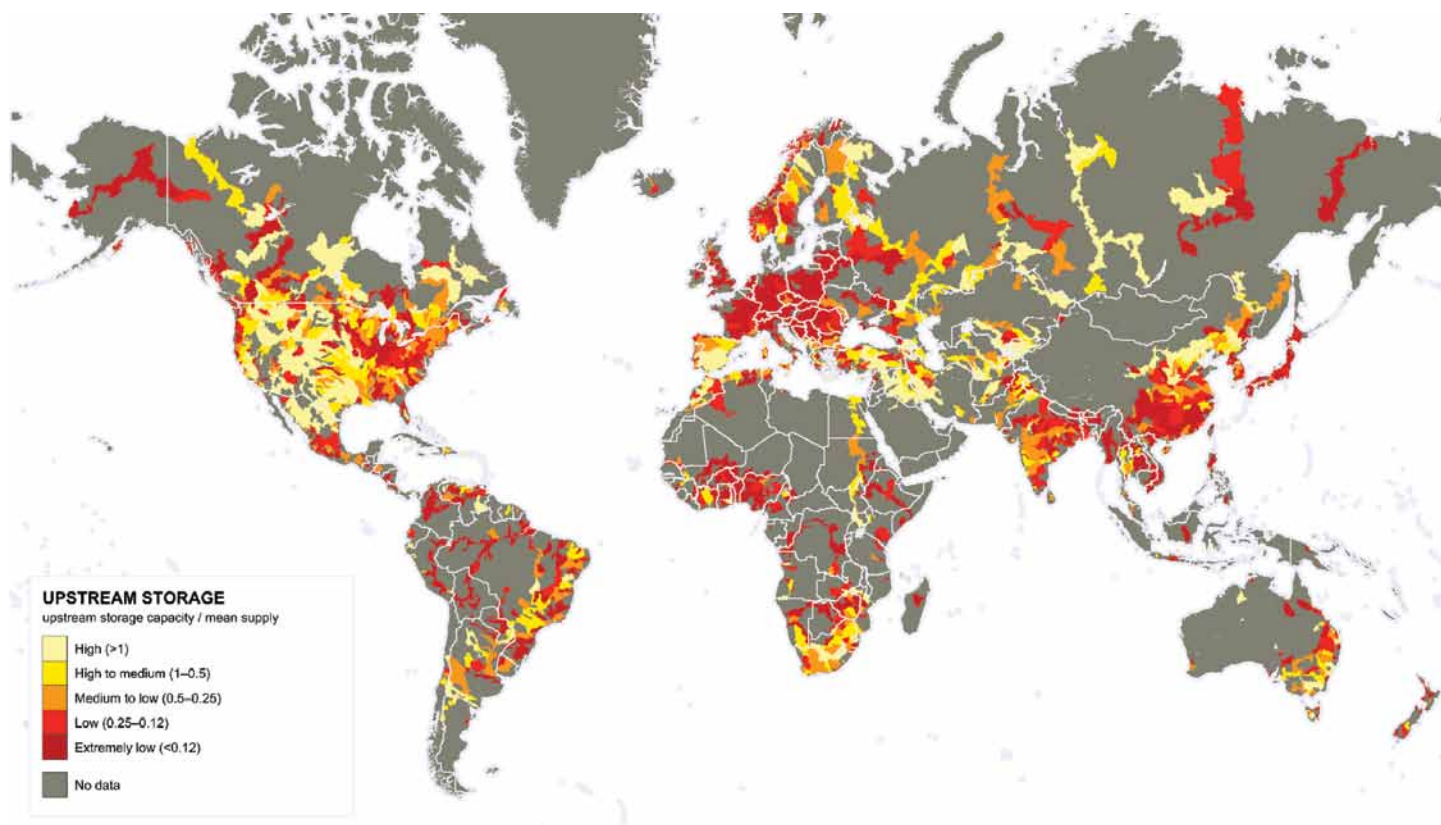 UPSTREAM STORAGE
upstream storage capacity / mean supply
High (>1)
High to medium (1–0.5)
Medium to low (0.5–0.25)
Low (0.25–0.12)
Extremely low (<0.12)
No data